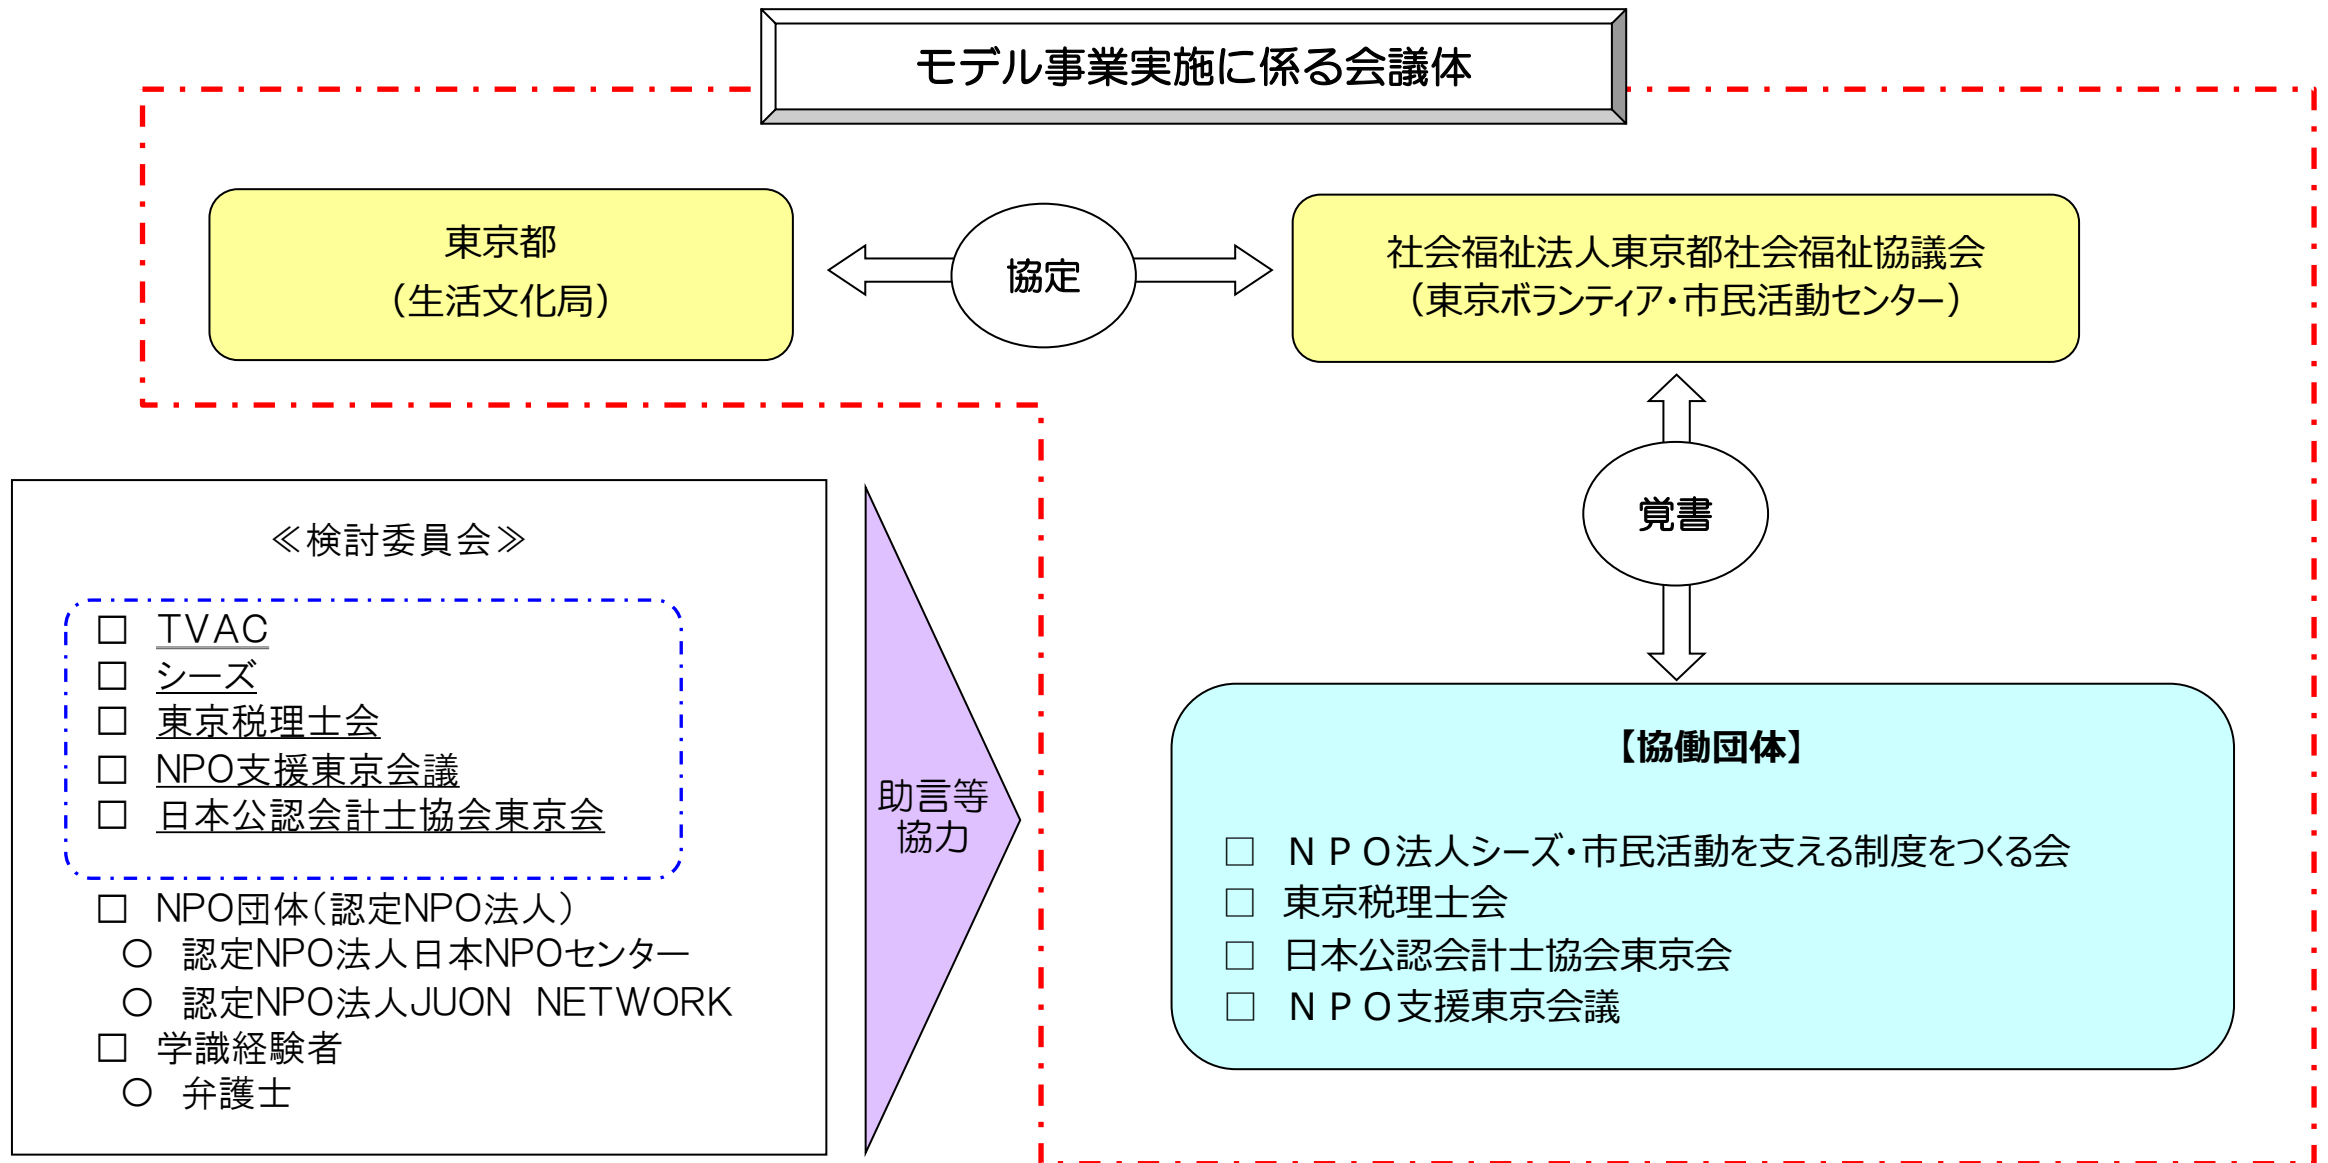 モデル事業実施に係る会議体
東京都
（生活文化局）
協定
社会福祉法人東京都社会福祉協議会
（東京ボランティア・市民活動センター）
覚書
≪検討委員会≫
□ TVAC
□ シーズ
□ 東京税理士会
□ NPO支援東京会議
□ 日本公認会計士協会東京会
□ NPO団体（認定NPO法人）
○ 認定NPO法人日本NPOセンター
○ 認定NPO法人JUON NETWORK
□ 学識経験者
○ 弁護士
助言等
協力
【協働団体】
□ ＮＰＯ法人シーズ・市民活動を支える制度をつくる会
□ 東京税理士会
□ 日本公認会計士協会東京会
□ ＮＰＯ支援東京会議